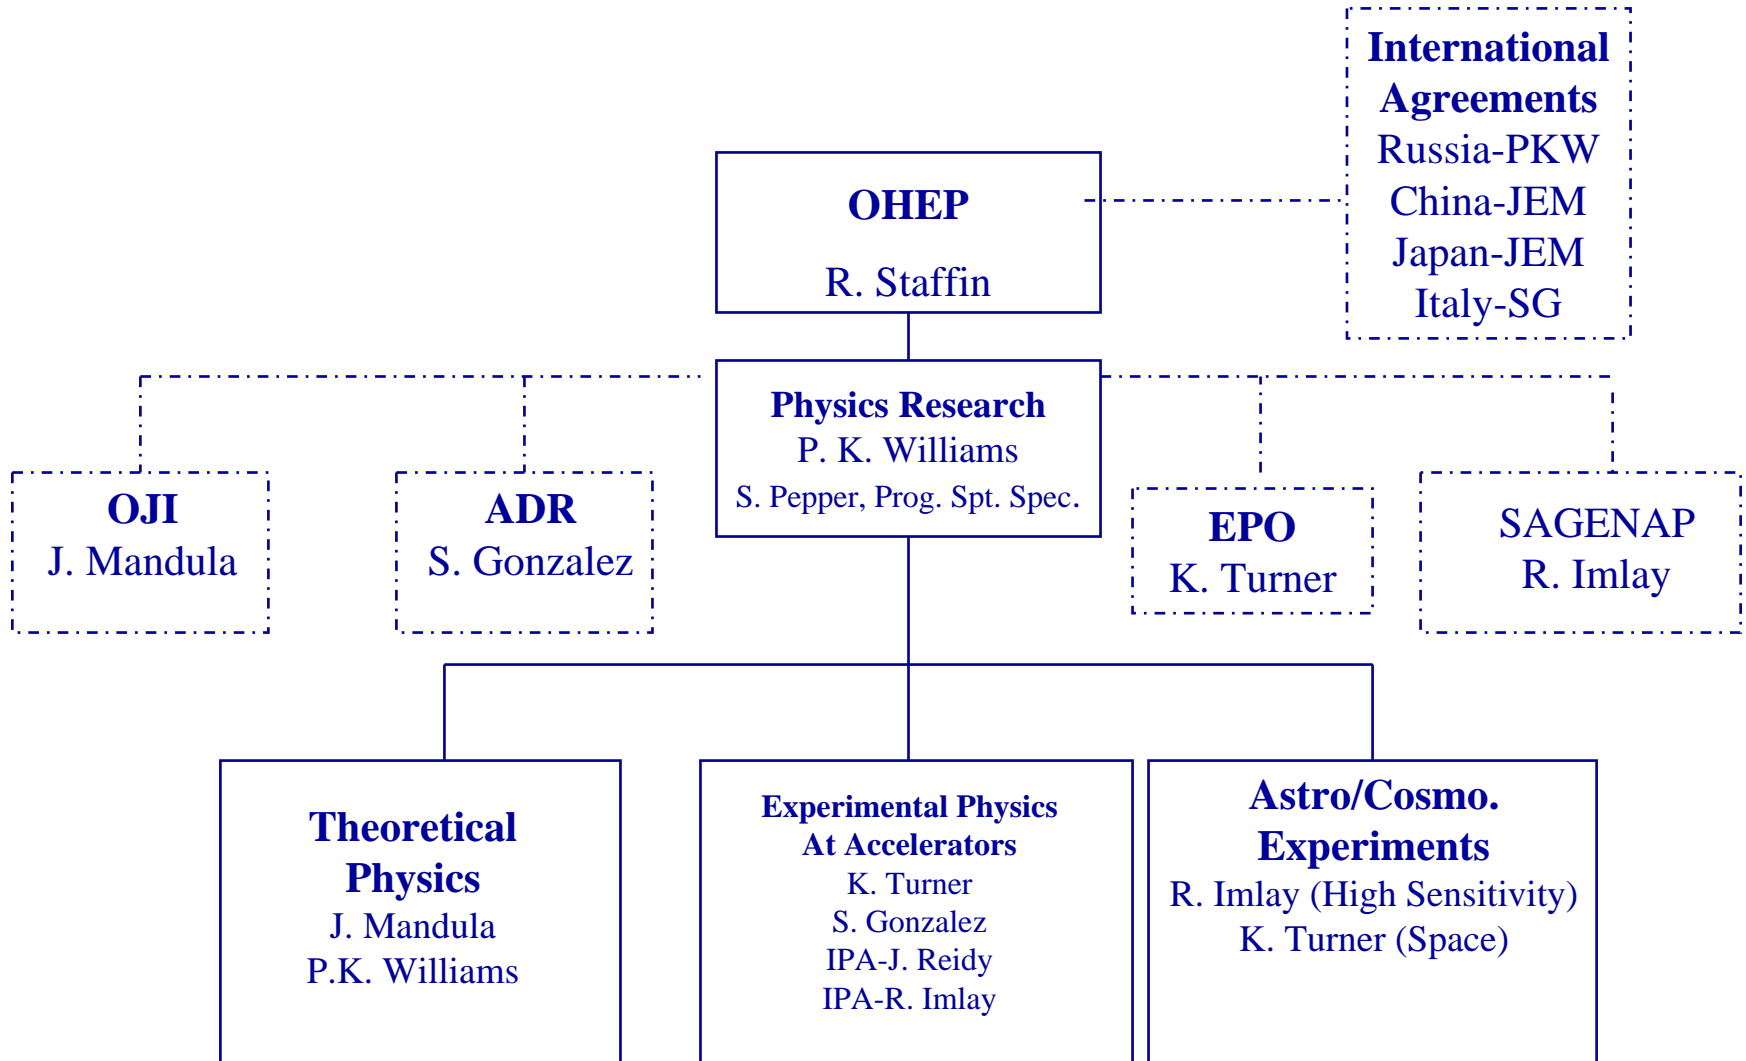 International
Agreements
Russia-PKW
China-JEM
Japan-JEM
Italy-SG
OHEP
R. Staffin
Physics Research
P. K. Williams
S. Pepper, Prog. Spt. Spec.
OJI
J. Mandula
ADR
S. Gonzalez
EPO
K. Turner
SAGENAP
R. Imlay
Theoretical
Physics
J. Mandula
P.K. Williams
Experimental Physics
At Accelerators
K. Turner
S. Gonzalez
IPA-J. Reidy
IPA-R. Imlay
Astro/Cosmo.
Experiments
R. Imlay (High Sensitivity)
K. Turner (Space)